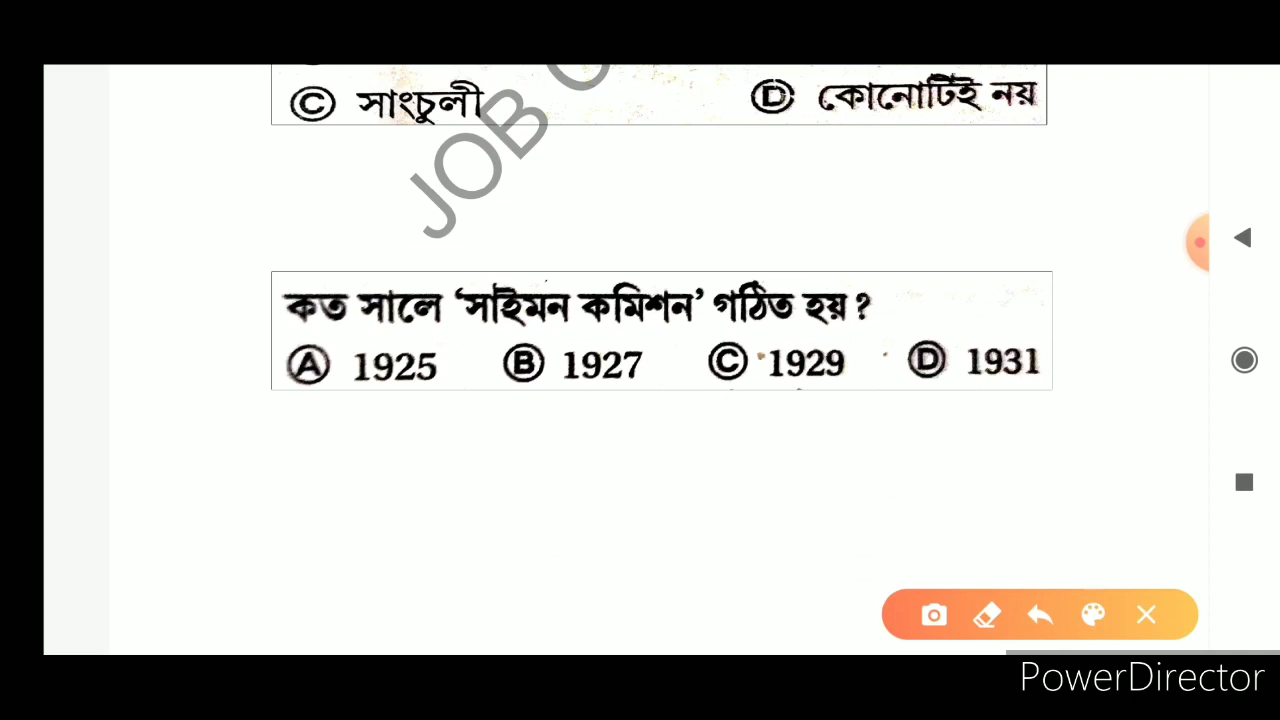 Ⓒ সাংচুলী Ⓓ কোনোটিই নয়
JOB
কত সালে ‘সাইমন কমিশন’ গঠিত হয় ?
Ⓐ 1925 Ⓑ 1927 Ⓒ 1929 Ⓓ 1931
PowerDirector